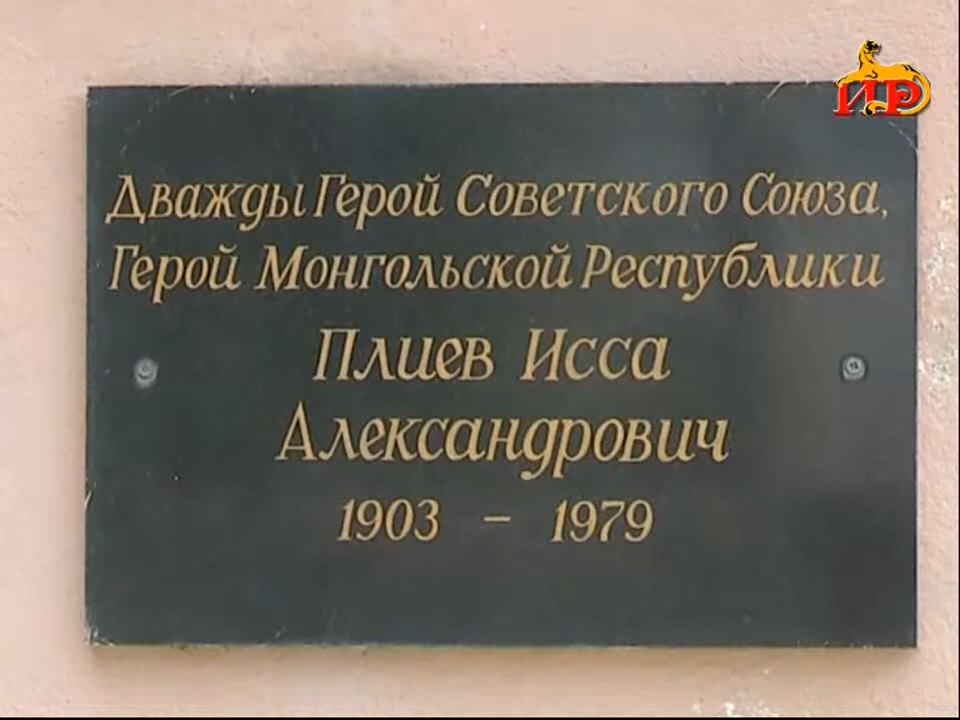 ИР
Дважды Герой Советского Союза,
Герой Монгольской Республики
Плиев Исса
Александрович
1903 – 1979